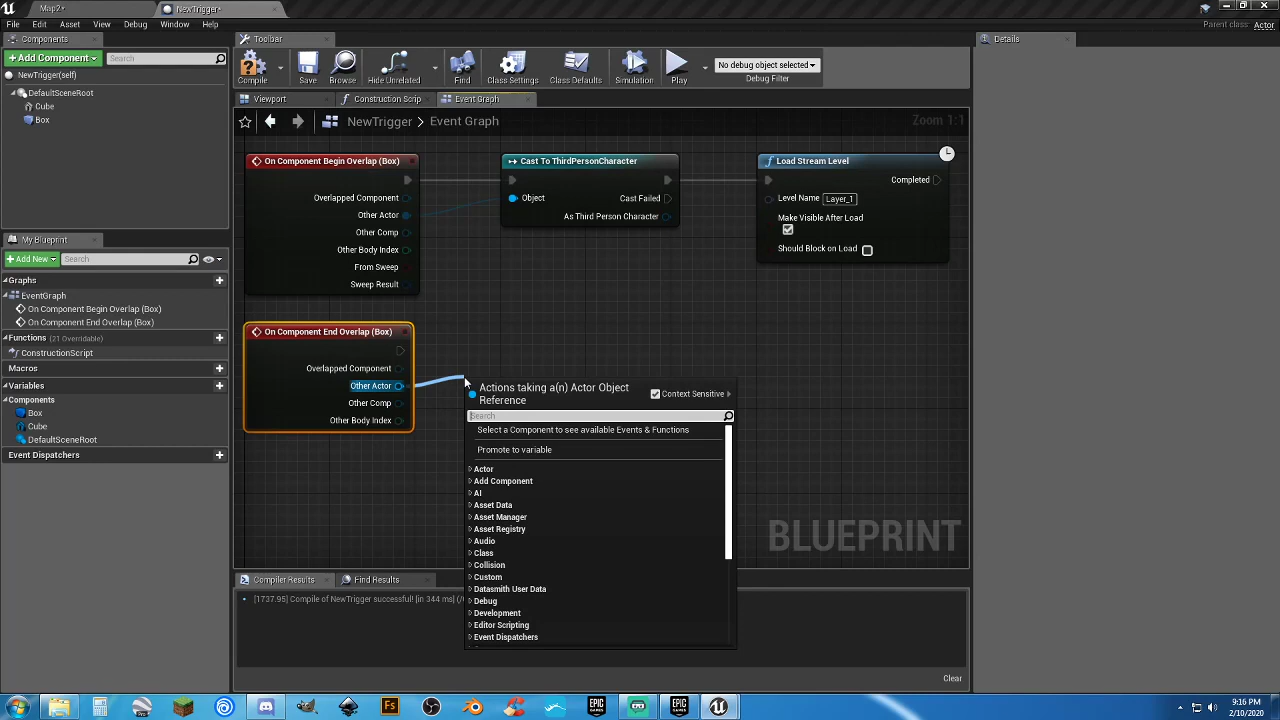 Map2*
NewTrigger*
File
Edit
Asset
View
Debug
Window
Help
Parent class: Actor
Components
Toolbar
Details
+ Add Component
Search
NewTrigger(self)
DefaultSceneRoot
Cube
Box
Compile
Save
Browse
Hide Unrelated
Find
Class Settings
Class Defaults
Simulation
Play
No debug object selected
Debug Filter
Viewport
Construction Scrip
Event Graph
NewTrigger > Event Graph
Zoom 1:1
On Component Begin Overlap (Box)
Overlapped Component
Other Actor
Other Comp
Other Body Index
From Sweep
Sweep Result
Cast To ThirdPersonCharacter
Object
Cast Failed
As Third Person Character
Load Stream Level
Completed
Level Name
Layer_1
Make Visible After Load
Should Block on Load
My Blueprint
+ Add New
Search
Graphs
EventGraph
On Component Begin Overlap (Box)
On Component End Overlap (Box)
Functions (21 Overridable)
ConstructionScript
Macros
Variables
Components
Box
Cube
DefaultSceneRoot
Event Dispatchers
On Component End Overlap (Box)
Overlapped Component
Other Actor
Other Comp
Other Body Index
Actions taking a(n) Actor Object
Reference
Context Sensitive
Search
Select a Component to see available Events & Functions
Promote to variable
Actor
Add Component
AI
Asset Data
Asset Manager
Asset Registry
Audio
Class
Collision
Custom
Datasmith User Data
Debug
Development
Editor Scripting
Event Dispatchers
BLUEPRINT
Compiler Results
Find Results
[1737.95] Compile of NewTrigger successful! [in 344 ms] (/
Clear
Pro
Fs
EPIC GAMES
EPIC GAMES
9:16 PM
2/10/2020